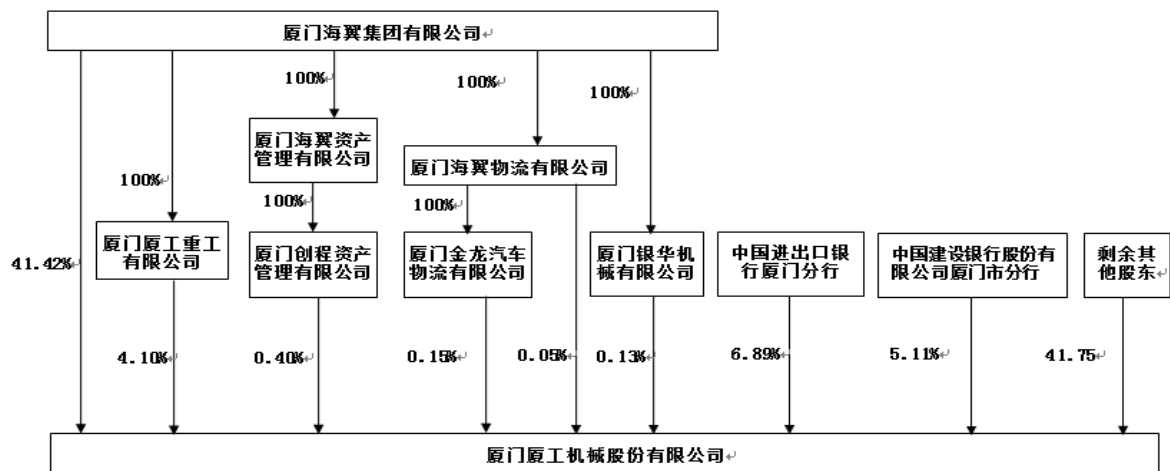 厦门海翼集团有限公司
100%
100%
100%
厦门海翼资产
管理有限公司
厦门海翼物流有限公司
100%
100%
100%
厦门厦工重工
有限公司
厦门创程资产
管理有限公司
厦门金龙汽车
物流有限公司
厦门银华机
械有限公司
中国进出口银
行厦门分行
中国建设银行股份有
限公司厦门市分行
剩余其
他股东
41.42%
4.10%
0.40%
0.15%
0.05%
0.13%
6.89%
5.11%
41.75
厦门厦工机械股份有限公司